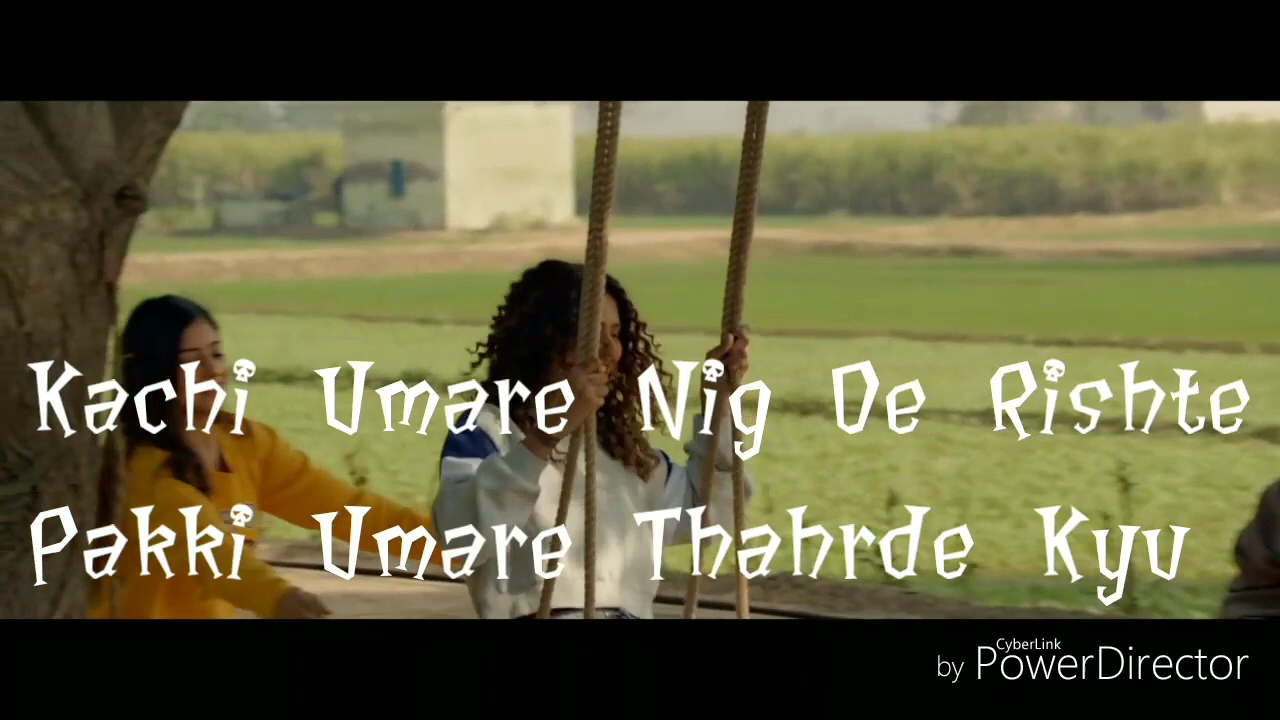 Kachi Umare Nig De Rishte
Pakki Umare Thahrde Kyu
by CyberLink PowerDirector